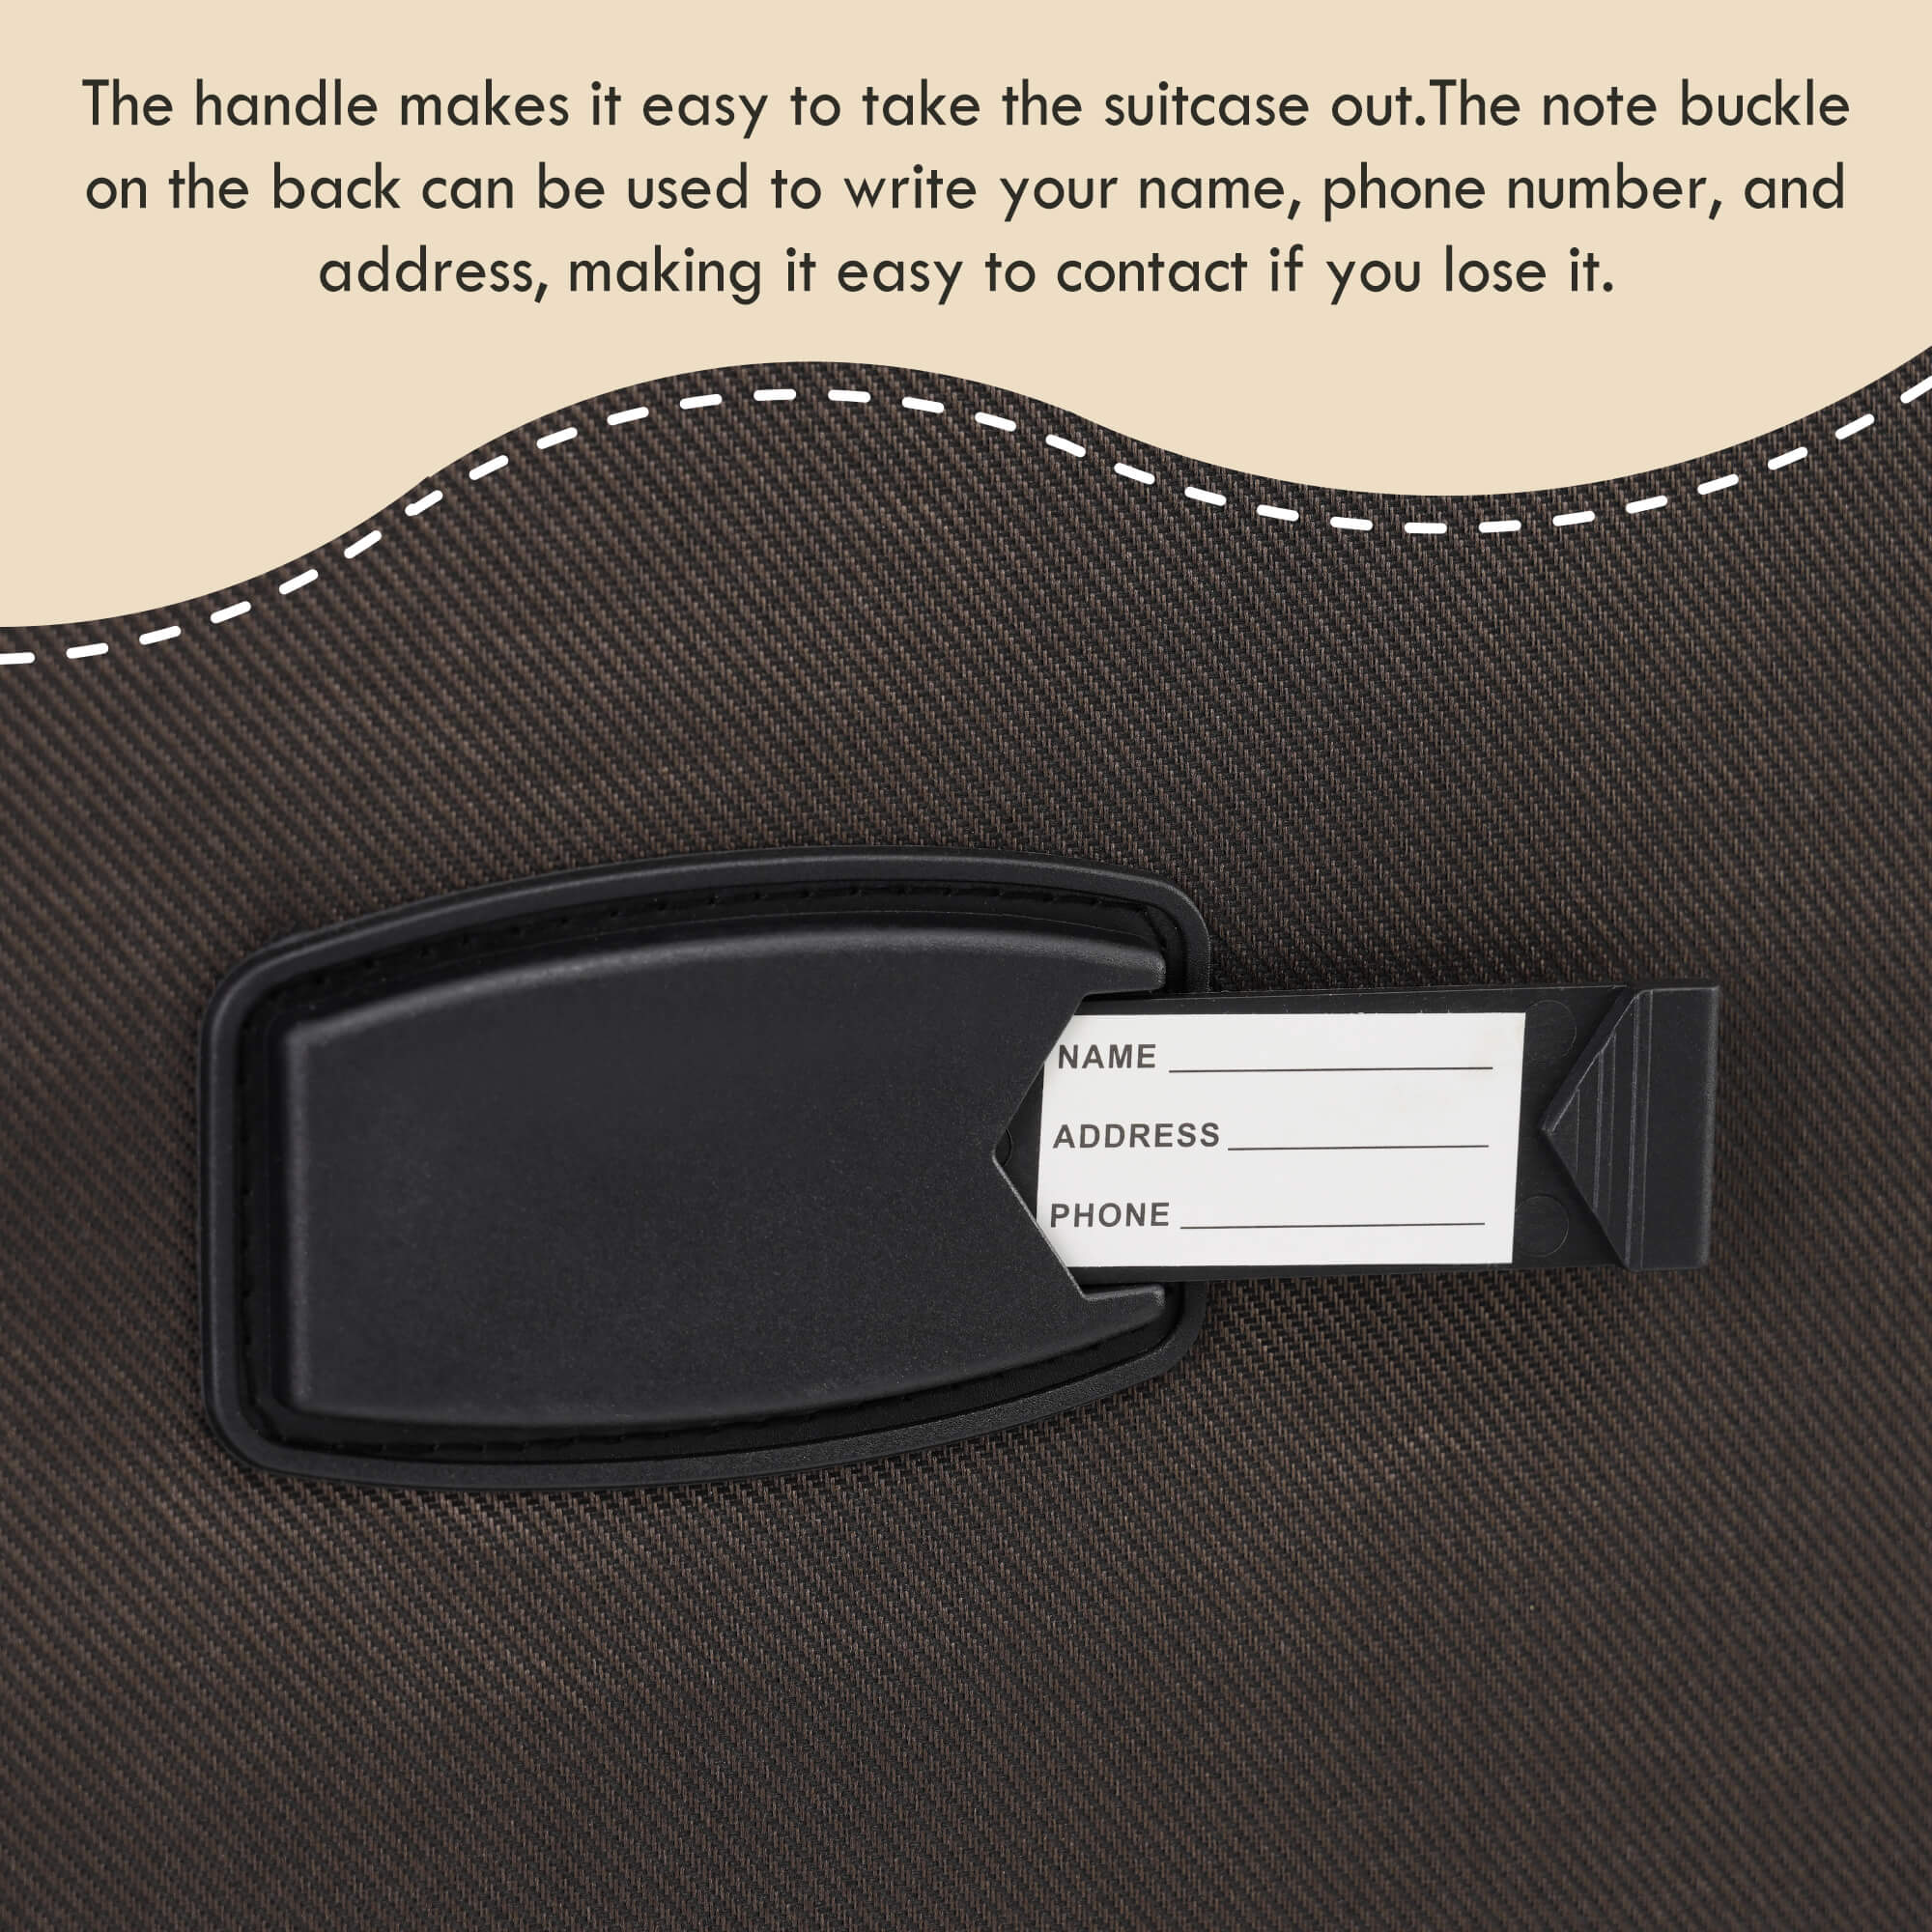 The handle makes it easy to take the suitcase out.The note buckle
on the back can be used to write your name, phone number, and
address, making it easy to contact if you lose it.
NAME
ADDRESS
PHONE